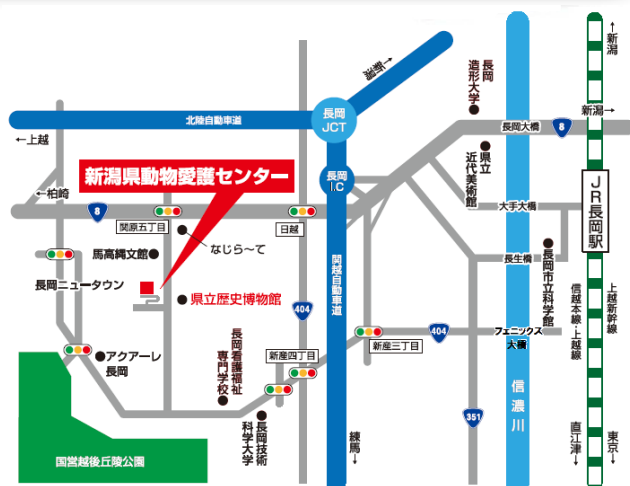 ↑新潟
新潟→
←新潟
長岡
造形大学
長岡
JCT
北陸自動車道
長岡大橋
8
←上越
県立
近代美術館
新潟県動物愛護センター
長岡
I.C
←柏崎
8
関原五丁目
日越
大手大橋
JR長岡駅
なじら〜て
馬高縄文館
長生橋
長岡市立科学館
長岡ニュータウン
県立歴史博物館
関越自動車道
信越本線・上越線
上越新幹線
404
404
フェニックス
大橋
新産三丁目
新産四丁目
アクアーレ
長岡
長岡看護福祉
専門学校
信濃川
351
長岡技術
科学大学
練馬→
直江津→
東京→
国営越後丘陵公園